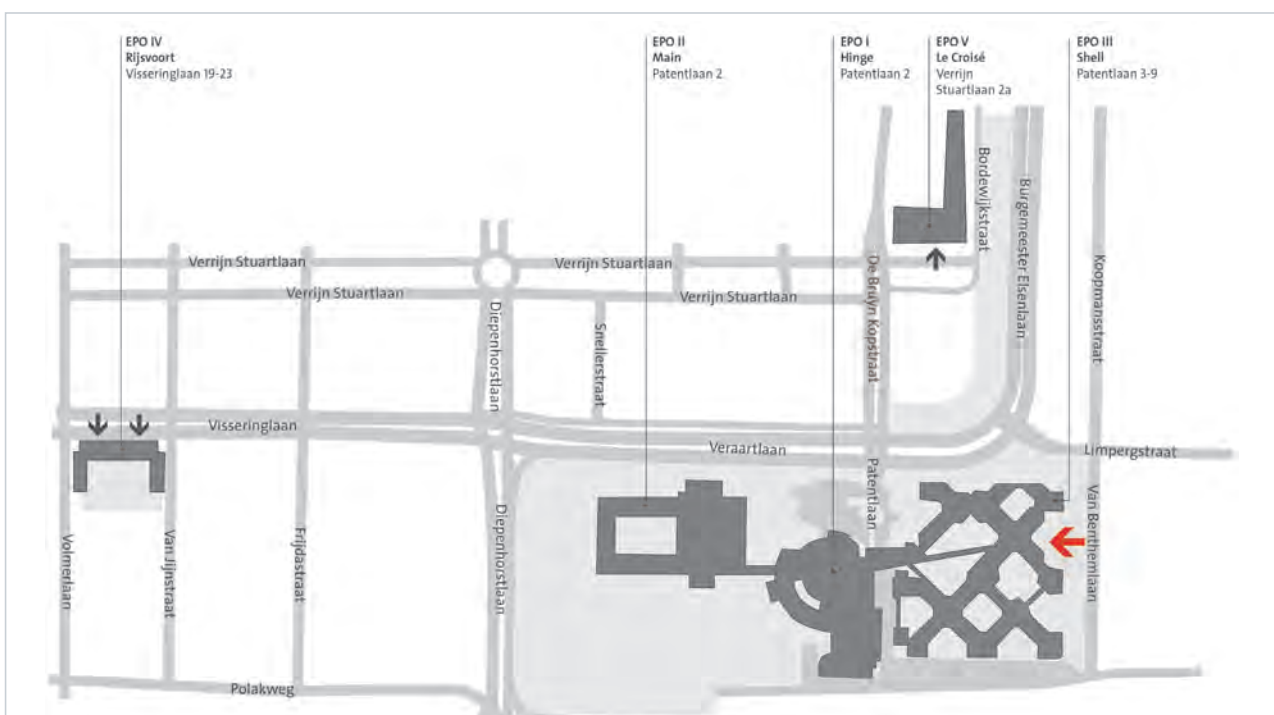 EPO IV
Rijsvoort
Visseringlaan 19-23
EPO II
Main
Patentlaan 2
EPO I
Hinge
Patentlaan 2
EPO V
Le Croisé
Verrijn
Stuartlaan 2a
EPO III
Shell
Patentlaan 3-9
Bordewijkstraat
Burgemeester Elsenlaan
Koopmansstraat
Verrijn Stuartlaan
Verrijn Stuartlaan
De Bruyn Kopstraat
Verrijn Stuartlaan
Verrijn Stuartlaan
Diepenhorstlaan
Snellerstraat
Visseringlaan
Veraartlaan
Limpergstraat
Patentlaan
Van Benthemlaan
Volmerlaan
Van Jijnstraat
Frijdastraat
Diepenhorstlaan
Polakweg